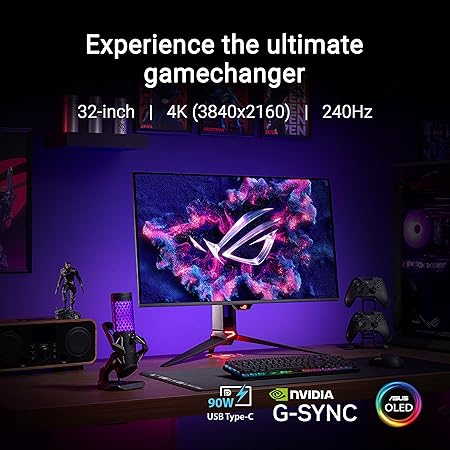 Experience the ultimate
gamechanger
32-inch | 4K (3840x2160) | 240Hz
90W
USB Type-C
NVIDIA
G-SYNC
ASUS
OLED